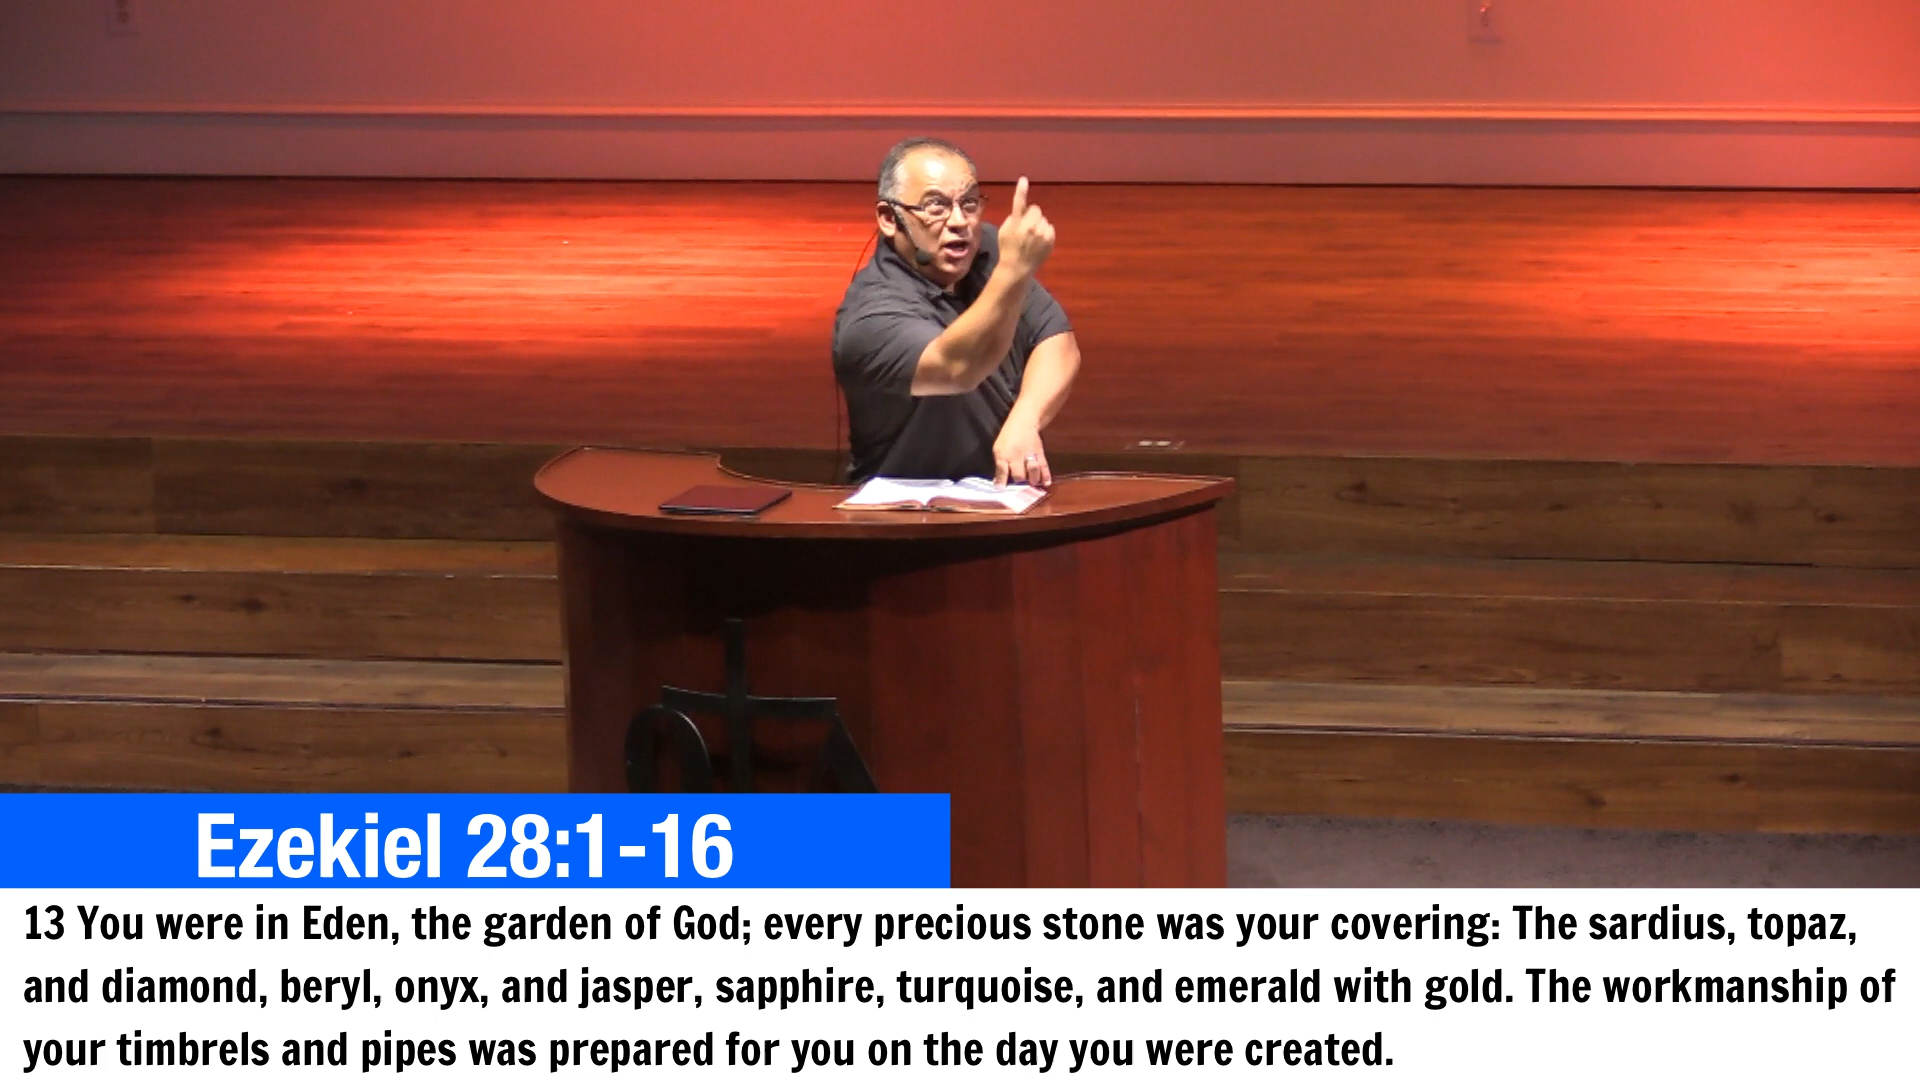 Ezekiel 28:1-16
13 You were in Eden, the garden of God; every precious stone was your covering: The sardius, topaz,
and diamond, beryl, onyx, and jasper, sapphire, turquoise, and emerald with gold. The workmanship of
your timbrels and pipes was prepared for you on the day you were created.